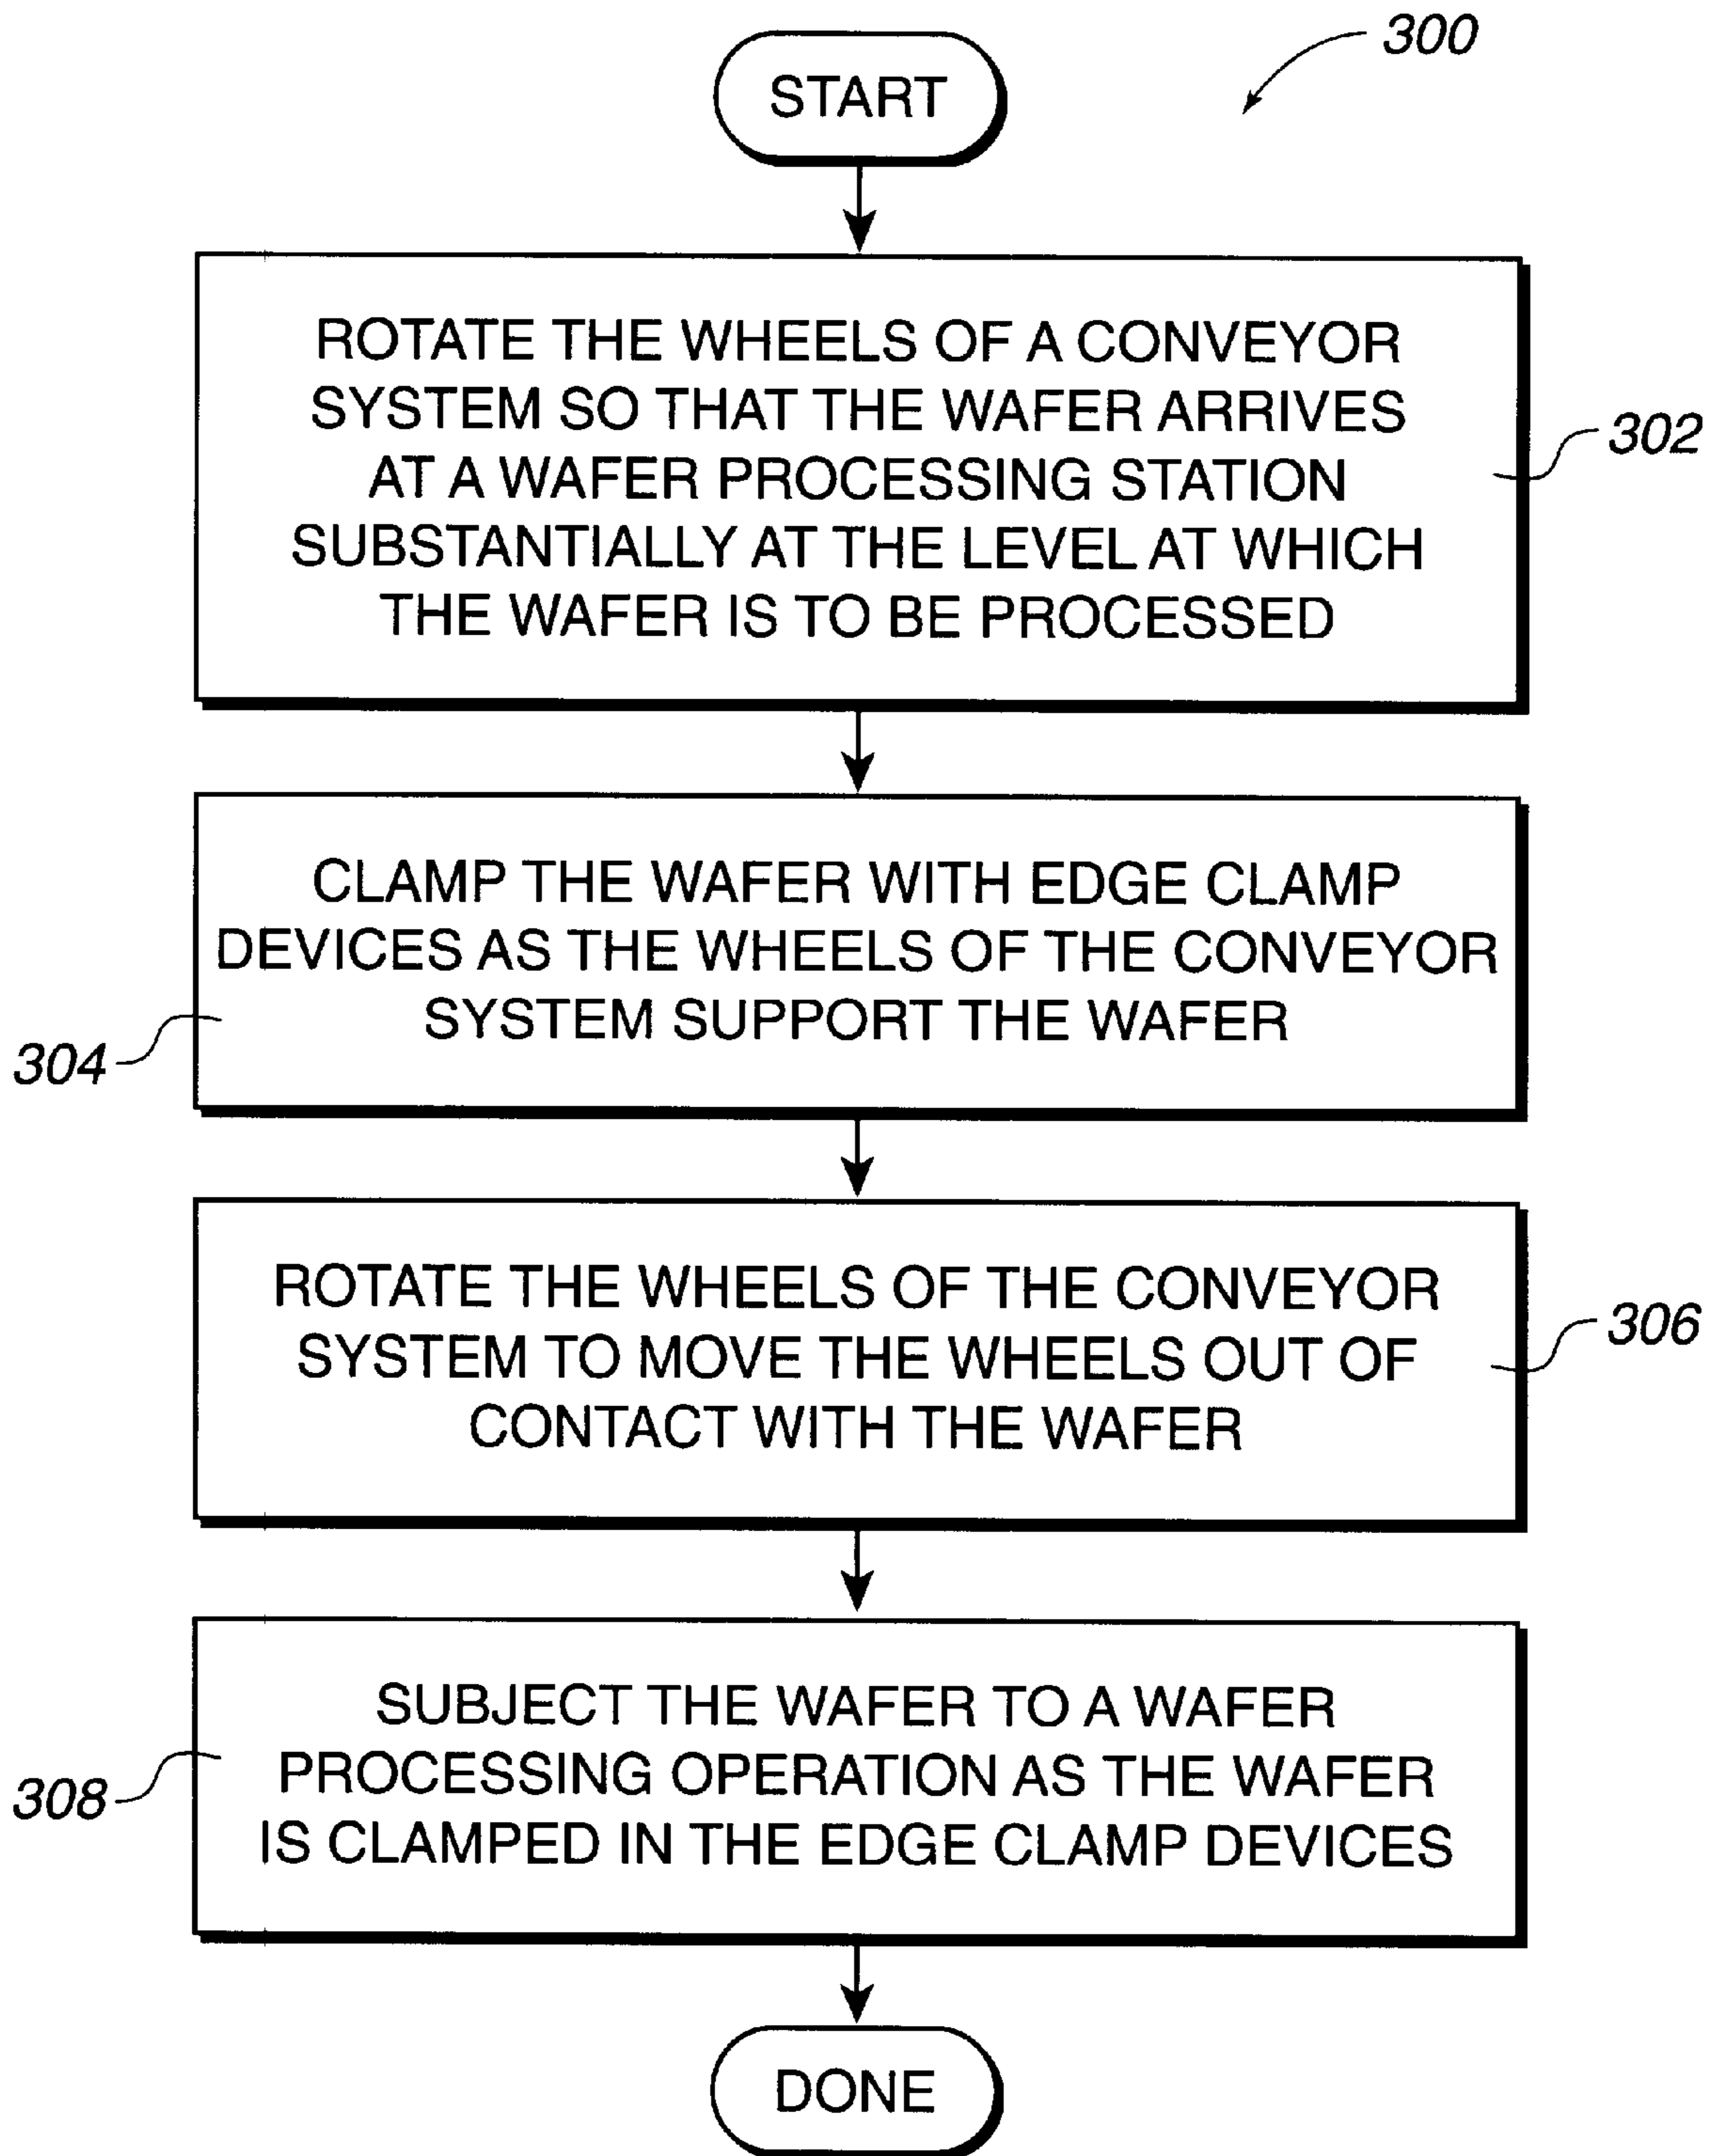 300
START
ROTATE THE WHEELS OF A CONVEYOR
SYSTEM SO THAT THE WAFER ARRIVES
AT A WAFER PROCESSING STATION
SUBSTANTIALLY AT THE LEVEL AT WHICH
THE WAFER IS TO BE PROCESSED
302
CLAMP THE WAFER WITH EDGE CLAMP
DEVICES AS THE WHEELS OF THE CONVEYOR
SYSTEM SUPPORT THE WAFER
304
ROTATE THE WHEELS OF THE CONVEYOR
SYSTEM TO MOVE THE WHEELS OUT OF
CONTACT WITH THE WAFER
306
SUBJECT THE WAFER TO A WAFER
PROCESSING OPERATION AS THE WAFER
IS CLAMPED IN THE EDGE CLAMP DEVICES
308
DONE